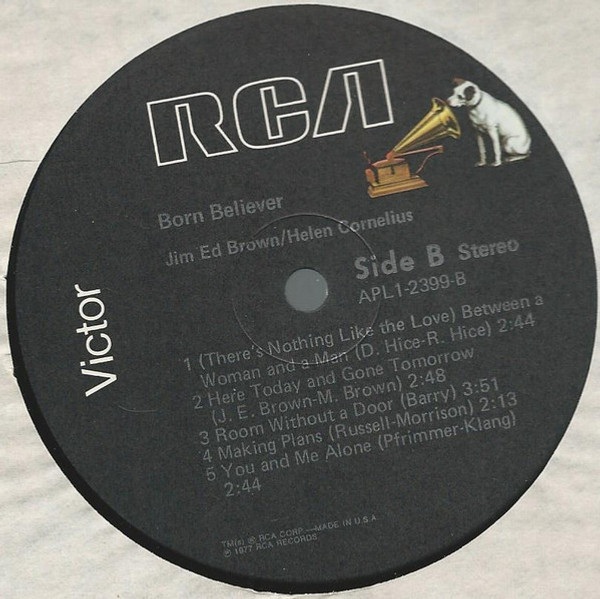 RCA
Victor
Born Believer
Jim Ed Brown/Helen Cornelius
Side B Stereo
APL1-2399-B
1 (There's Nothing Like the Love) Between a
Woman and a Man (D. Hice-R. Hice) 2:44
2 Here Today and Gone Tomorrow
(J. E. Brown-M. Brown) 2:48
3 Room Without a Door (Barry) 3:51
4 Making Plans (Russell-Morrison) 2:13
5 You and Me Alone (Pfrimmer-Klang)
2:44
TM(s) ® RCA CORP.—MADE IN U.S.A.
℗ 1977 RCA RECORDS